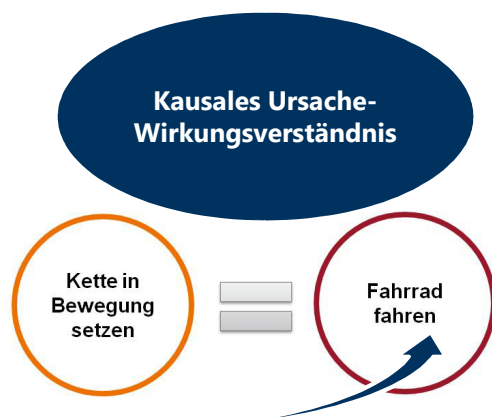 Kausales Ursache-
Wirkungsverständnis
Kette in
Bewegung
setzen
Fahrrad
fahren